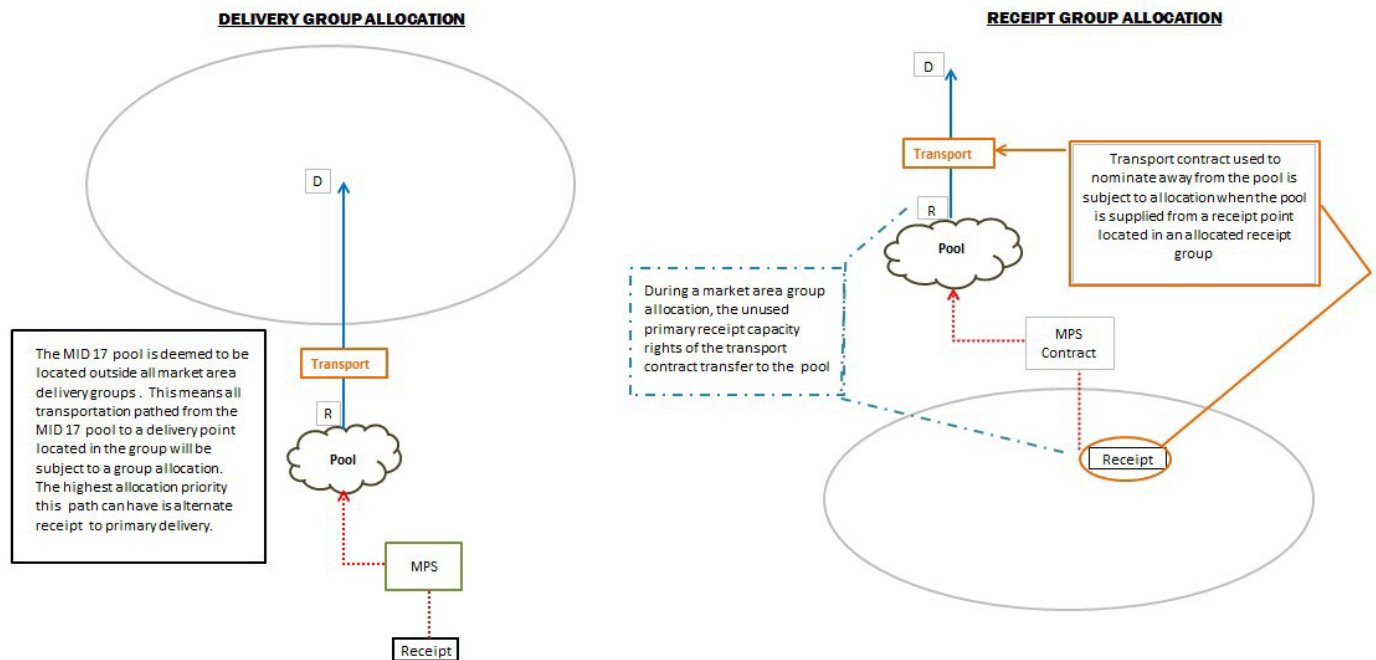 DELIVERY GROUP ALLOCATION
D
Transport
R
Pool
MPS
Receipt
The MID 17 pool is deemed to be
located outside all market area
delivery groups . This means all
transportation pathed from the
MID 17 pool to a delivery point
located in the group will be
subject to a group allocation.
The highest allocation priority
this path can have is alternate
receipt to primary delivery.
RECEIPT GROUP ALLOCATION
D
Transport
R
Pool
Transport contract used to
nominate away from the pool is
subject to allocation when the pool
is supplied from a receipt point
located in an allocated receipt
group
During a market area group
allocation, the unused
primary receipt capacity
rights of the transport
contract transfer to the pool
MPS
Contract
Receipt